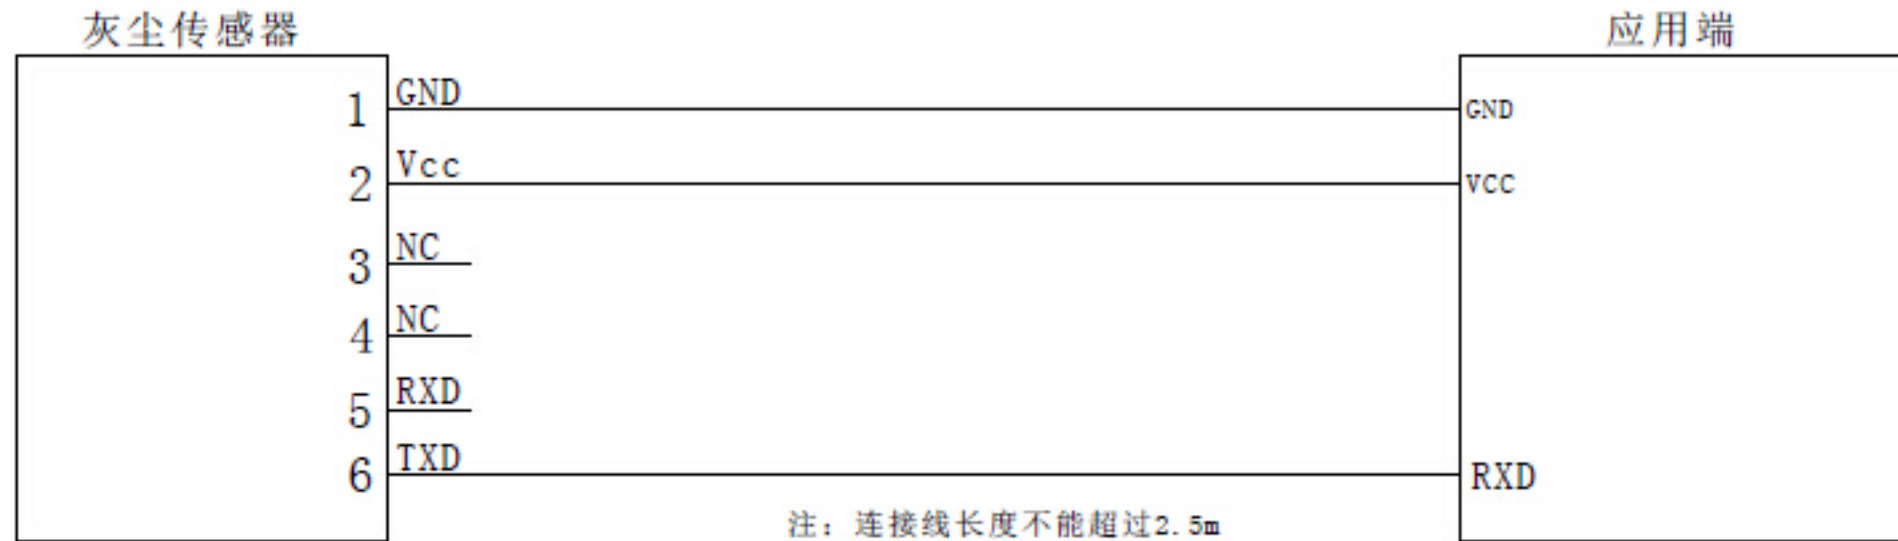 灰尘传感器 应用端
1 GND GND
2 Vcc VCC
3 NC
4 NC
5 RXD
6 TXD RXD
注：连接线长度不能超过2.5m